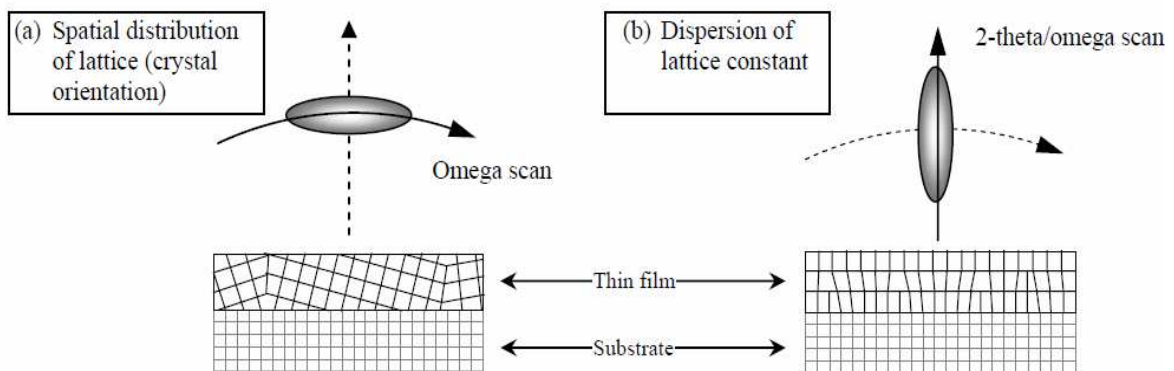 (a) Spatial distribution
of lattice (crystal
orientation)
Omega scan
(b) Dispersion of
lattice constant
2-theta/omega scan
Thin film
Substrate